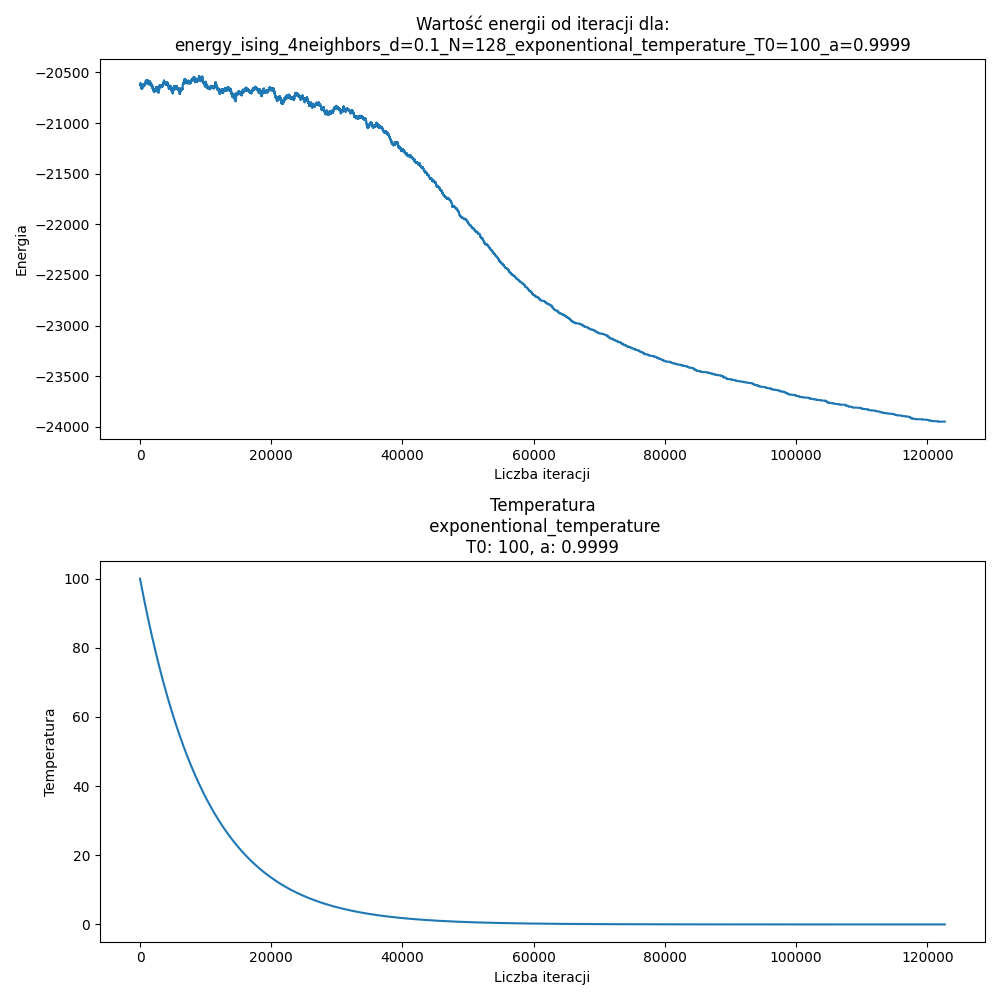 Wartość energii od iteracji dla:
energy_ising_4neighbors_d=0.1_N=128_exponentional_temperature_T0=100_a=0.9999
−20500
−21000
−21500
−22000
−22500
−23000
−23500
−24000
Energia
0 20000 40000 60000 80000 100000 120000
Liczba iteracji
Temperatura
exponentional_temperature
T0: 100, a: 0.9999
100
80
60
40
20
0
Temperatura
0 20000 40000 60000 80000 100000 120000
Liczba iteracji